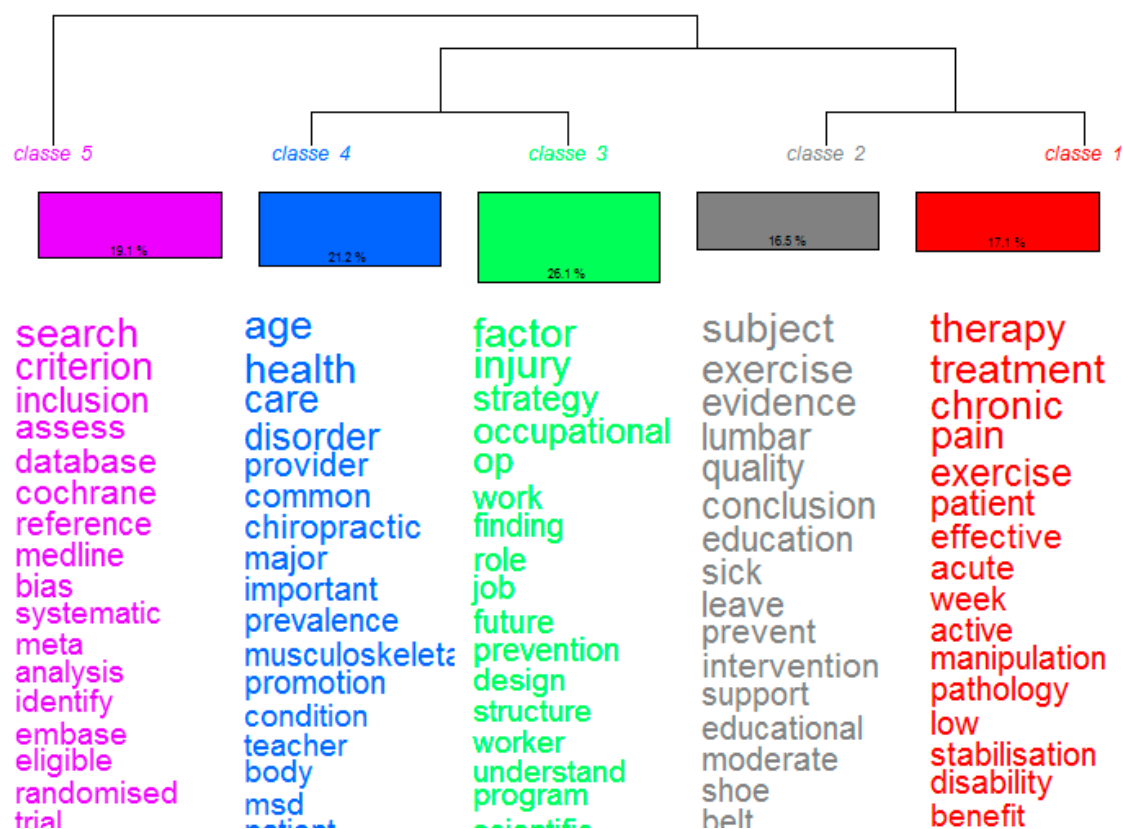 classe 5
classe 4
classe 3
classe 2
classe 1
19.1 %
21.2 %
26.1 %
16.5 %
17.1 %
search
criterion
inclusion
assess
database
cochrane
reference
medline
bias
systematic
meta
analysis
identify
embase
eligible
randomised
trial
age
health
care
disorder
provider
common
chiropractic
major
important
prevalence
musculoskeleta
promotion
condition
teacher
body
msd
patient
factor
injury
strategy
occupational
op
work
finding
role
job
future
prevention
design
structure
worker
understand
program
scientific
subject
exercise
evidence
lumbar
quality
conclusion
education
sick
leave
prevent
intervention
support
educational
moderate
shoe
belt
therapy
treatment
chronic
pain
exercise
patient
effective
acute
week
active
manipulation
pathology
low
stabilisation
disability
benefit